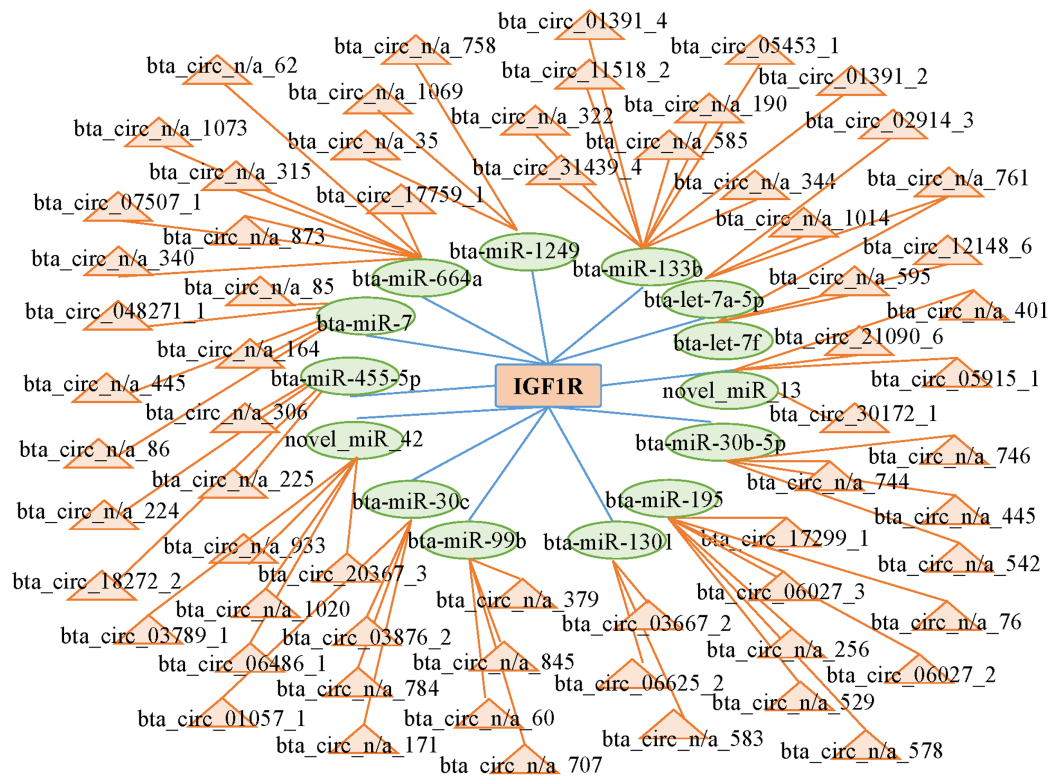 bta_circ_01391_4
bta_circ_n/a_758
bta_circ_05453_1
bta_circ_n/a_62
bta_circ_11518_2
bta_circ_01391_2
bta_circ_n/a_1069
bta_circ_n/a_190
bta_circ_n/a_322
bta_circ_02914_3
bta_circ_n/a_1073
bta_circ_n/a_35
bta_circ_n/a_585
bta_circ_n/a_315
bta_circ_31439_4
bta_circ_n/a_344
bta_circ_n/a_761
bta_circ_17759_1
bta_circ_07507_1
bta_circ_n/a_1014
bta_circ_n/a_873
bta_circ_12148_6
bta-miR-1249
bta_circ_n/a_340
bta-miR-133b
bta-miR-664a
bta_circ_n/a_595
bta_circ_n/a_85
bta-let-7a-5p
bta_circ_048271_1
bta_circ_n/a_401
bta-miR-7
bta_circ_21090_6
bta-let-7f
bta_circ_n/a_164
bta-miR-455-5p
bta_circ_05915_1
bta_circ_n/a_445
IGF1R
novel_miR_13
bta_circ_n/a_306
bta_circ_30172_1
novel_miR_42
bta-miR-30b-5p
bta_circ_n/a_86
bta_circ_n/a_746
bta_circ_n/a_225
bta_circ_n/a_744
bta-miR-30c
bta-miR-195
bta_circ_n/a_224
bta_circ_n/a_445
bta_circ_17299_1
bta-miR-99b
bta-miR-1301
bta_circ_n/a_933
bta_circ_n/a_542
bta_circ_20367_3
bta_circ_18272_2
bta_circ_06027_3
bta_circ_n/a_379
bta_circ_n/a_1020
bta_circ_n/a_76
bta_circ_03667_2
bta_circ_03789_1
bta_circ_03876_2
bta_circ_n/a_256
bta_circ_06486_1
bta_circ_n/a_845
bta_circ_06027_2
bta_circ_06625_2
bta_circ_n/a_784
bta_circ_n/a_529
bta_circ_01057_1
bta_circ_n/a_60
bta_circ_n/a_171
bta_circ_n/a_583
bta_circ_n/a_578
bta_circ_n/a_707